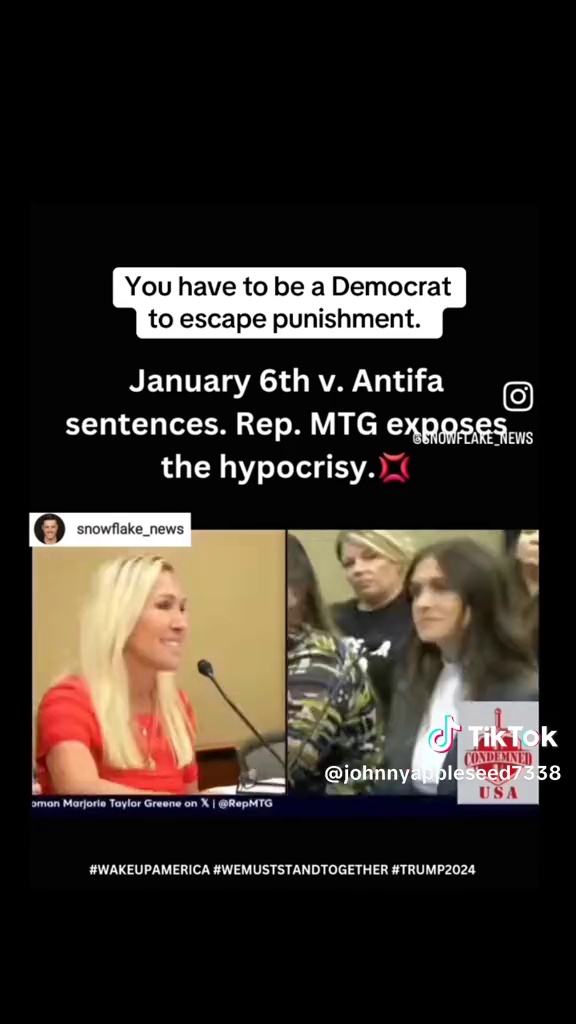 You have to be a Democrat
to escape punishment.
January 6th v. Antifa
sentences. Rep. MTG exposes
@SNOWFLAKE_NEWS
the hypocrisy.
snowflake_news
TikTok
@johnnyappleseed7338
CONDEMNED
USA
oman Marjorie Taylor Greene on X | @RepMTG
#WAKEUPAMERICA #WEMUSTSTANDTOGETHER #TRUMP2024